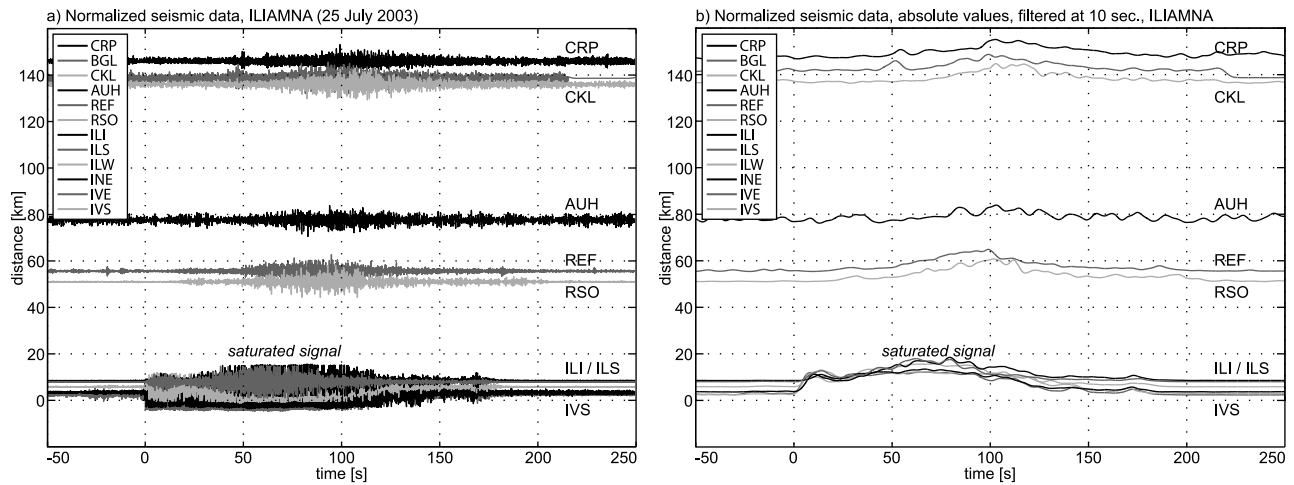 a) Normalized seismic data, ILIAMNA (25 July 2003)
160
140
120
100
80
60
40
20
0
distance [km]
CRP
BGL
CKL
AUH
REF
RSO
ILI
ILS
ILW
INE
IVE
IVS
CRP
CKL
AUH
REF
RSO
saturated signal
ILI / ILS
IVS
-50 0 50 100 150 200 250
time [s]
b) Normalized seismic data, absolute values, filtered at 10 sec., ILIAMNA
160
140
120
100
80
60
40
20
0
distance [km]
CRP
BGL
CKL
AUH
REF
RSO
ILI
ILS
ILW
INE
IVE
IVS
CRP
CKL
AUH
REF
RSO
saturated signal
ILI / ILS
IVS
-50 0 50 100 150 200 250
time [s]